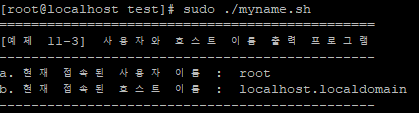 [root@localhost test]# sudo ./myname.sh
==================================================
[예 제  11-3]  사 용 자 와  호 스 트  이 름  출 력  프 로 그 램
--------------------------------------------------
a. 현 재  접 속 된  사 용 자  이 름  :  root
b. 현 재  접 속 된  호 스 트  이 름  :  localhost.localdomain
--------------------------------------------------